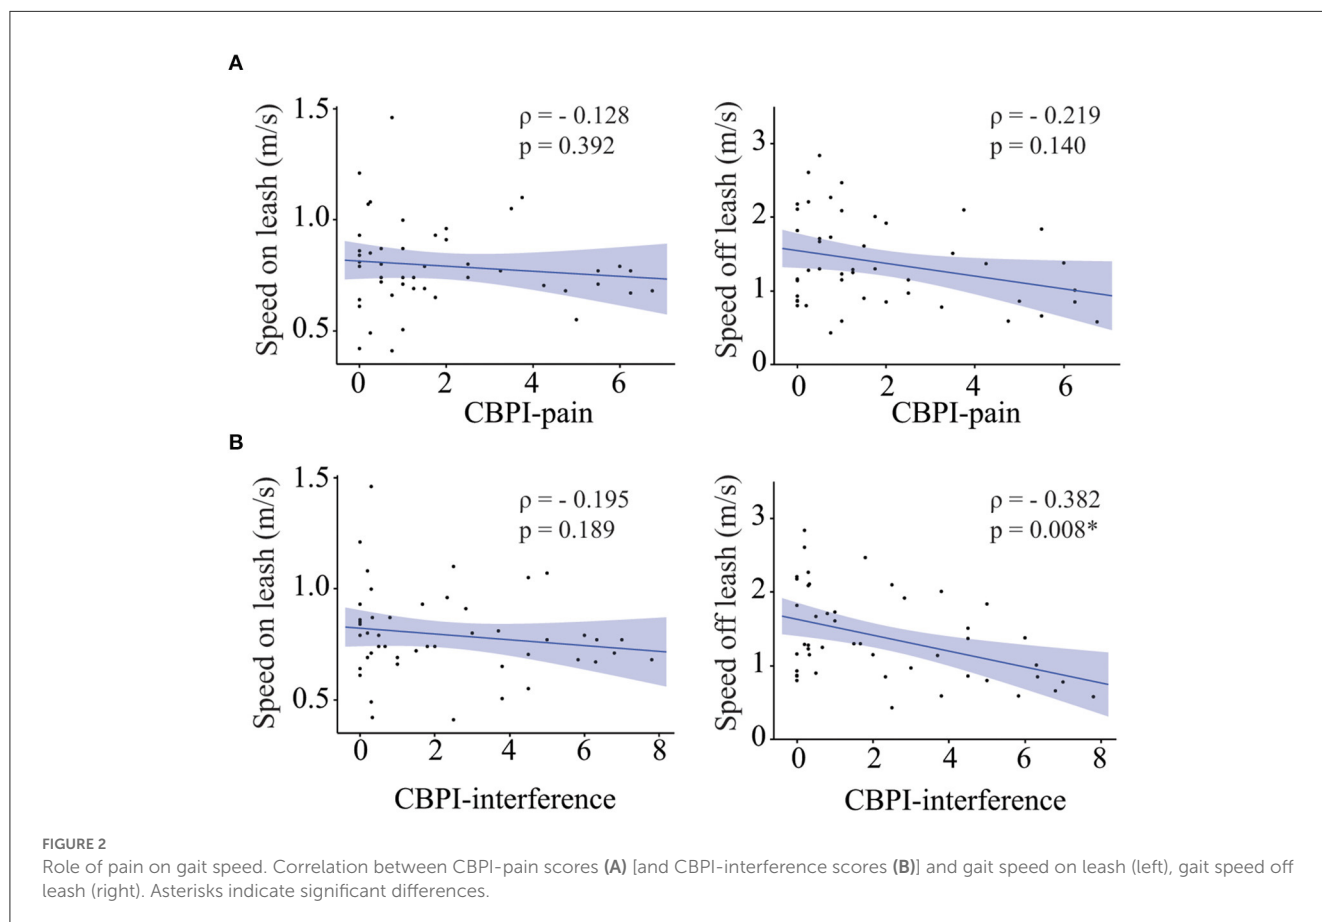 A
1.5
1.0
0.5
Speed on leash (m/s)
ρ = - 0.128
p = 0.392
0 2 4 6
CBPI-pain
3
2
1
0
Speed off leash (m/s)
ρ = - 0.219
p = 0.140
0 2 4 6
CBPI-pain
B
1.5
1.0
0.5
Speed on leash (m/s)
ρ = - 0.195
p = 0.189
0 2 4 6 8
CBPI-interference
3
2
1
0
Speed off leash (m/s)
ρ = - 0.382
p = 0.008*
0 2 4 6 8
CBPI-interference
FIGURE 2
Role of pain on gait speed. Correlation between CBPI-pain scores (A) [and CBPI-interference scores (B)] and gait speed on leash (left), gait speed off
leash (right). Asterisks indicate significant differences.